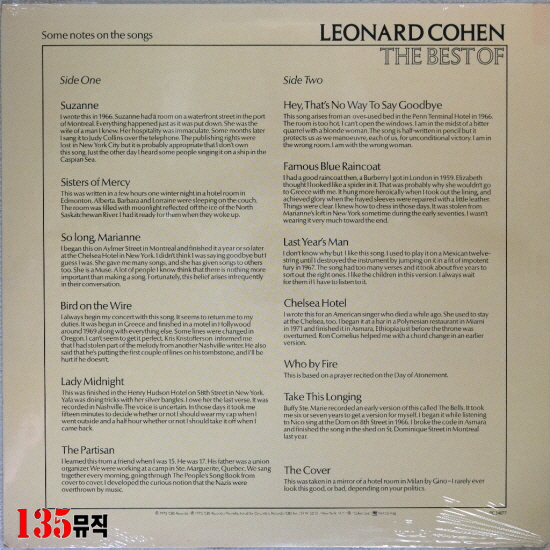 Some notes on the songs
LEONARD COHEN
THE BEST OF
Side One
Suzanne
I wrote this in 1966. Suzanne had a room on a waterfront street in the port
of Montreal. Everything happened just as it was put down. She was the
wife of a man I knew. Her hospitality was immaculate. Some months later
I sang it to Judy Collins over the telephone. The publishing rights were
lost in New York City but it is probably appropriate that I don't own
this song. Just the other day I heard some people singing it on a ship in the
Caspian Sea.
Sisters of Mercy
This was written in a few hours one winter night in a hotel room in
Edmonton, Alberta. Barbara and Lorraine were sleeping on the couch.
The room was filled with moonlight reflected off the ice of the North
Saskatchewan River. I had it ready for them when they woke up.
So long, Marianne
I began this on Aylmer Street in Montreal and finished it a year or so later
at the Chelsea Hotel in New York. I didn't think I was saying goodbye but I
guess I was. She gave me many songs, and she has given songs to others
too. She is a Muse. A lot of people I know think that there is nothing more
important than making a song. Fortunately, this belief arises infrequently
in their conversation.
Bird on the Wire
I always begin my concert with this song. It seems to return me to my
duties. It was begun in Greece and finished in a motel in Hollywood
around 1969 along with everything else. Some lines were changed in
Oregon. I can't seem to get it perfect. Kris Kristofferson informed me
that I had stolen part of the melody from another Nashville writer. He also
said that he's putting the first couple of lines on his tombstone, and I'll be
hurt if he doesn't.
Lady Midnight
This was finished in the Henry Hudson Hotel on 58th Street in New York.
Yafa was doing tricks with her silver bangles. I owe her the last verse. It was
recorded in Nashville. The voice is uncertain. In those days it took me
fifteen minutes to decide whether or not I should wear my cap when I
went outside and a half hour whether or not I should take it off when I
came back.
The Partisan
I learned this from a friend when I was 15. He was 17. His father was a union
organizer. We were working at a camp in Ste. Marguerite, Quebec. We sang
together every morning, going through The People's Song Book from
cover to cover. I developed the curious notion that the Nazis were
overthrown by music.
Side Two
Hey, That's No Way To Say Goodbye
This song arises from an over-used bed in the Penn Terminal Hotel in 1966.
The room is too hot. I can't open the windows. I am in the midst of a bitter
quarrel with a blonde woman. The song is half-written in pencil but it
protects us as we manoeuvre, each of us, for unconditional victory. I am in
the wrong room. I am with the wrong woman.
Famous Blue Raincoat
I had a good raincoat then, a Burberry I got in London in 1959. Elizabeth
thought I looked like a spider in it. That was probably why she wouldn't go
to Greece with me. It hung more heroically when I took out the lining, and
achieved glory when the frayed sleeves were repaired with a little leather.
Things were clear. I knew how to dress in those days. It was stolen from
Marianne's loft in New York sometime during the early seventies. I wasn't
wearing it very much toward the end.
Last Year's Man
I don't know why but I like this song. I used to play it on a Mexican twelve-
string until I destroyed the instrument by jumping on it in a fit of impotent
fury in 1967. The song had too many verses and it took about five years to
sort out the right ones. I like the children in this version. I always wait
for them if I have to listen to it.
Chelsea Hotel
I wrote this for an American singer who died a while ago. She used to stay
at the Chelsea, too. I began it at a bar in a Polynesian restaurant in Miami
in 1971 and finished it in Asmara, Ethiopia just before the throne was
overturned. Ron Cornelius helped me with a chord change in an earlier
version.
Who by Fire
This is based on a prayer recited on the Day of Atonement.
Take This Longing
Buffy Ste. Marie recorded an early version of this called The Bells. It took
me six or seven years to get a version for myself. I began it while listening
to Nico sing at the Dom on 8th Street in 1966. I broke the code in Asmara
and finished the song in the shed on St. Dominique Street in Montreal
last year.
The Cover
This was taken in a mirror of a hotel room in Milan by Gino – I rarely ever
look this good, or bad, depending on your politics.
135뮤직